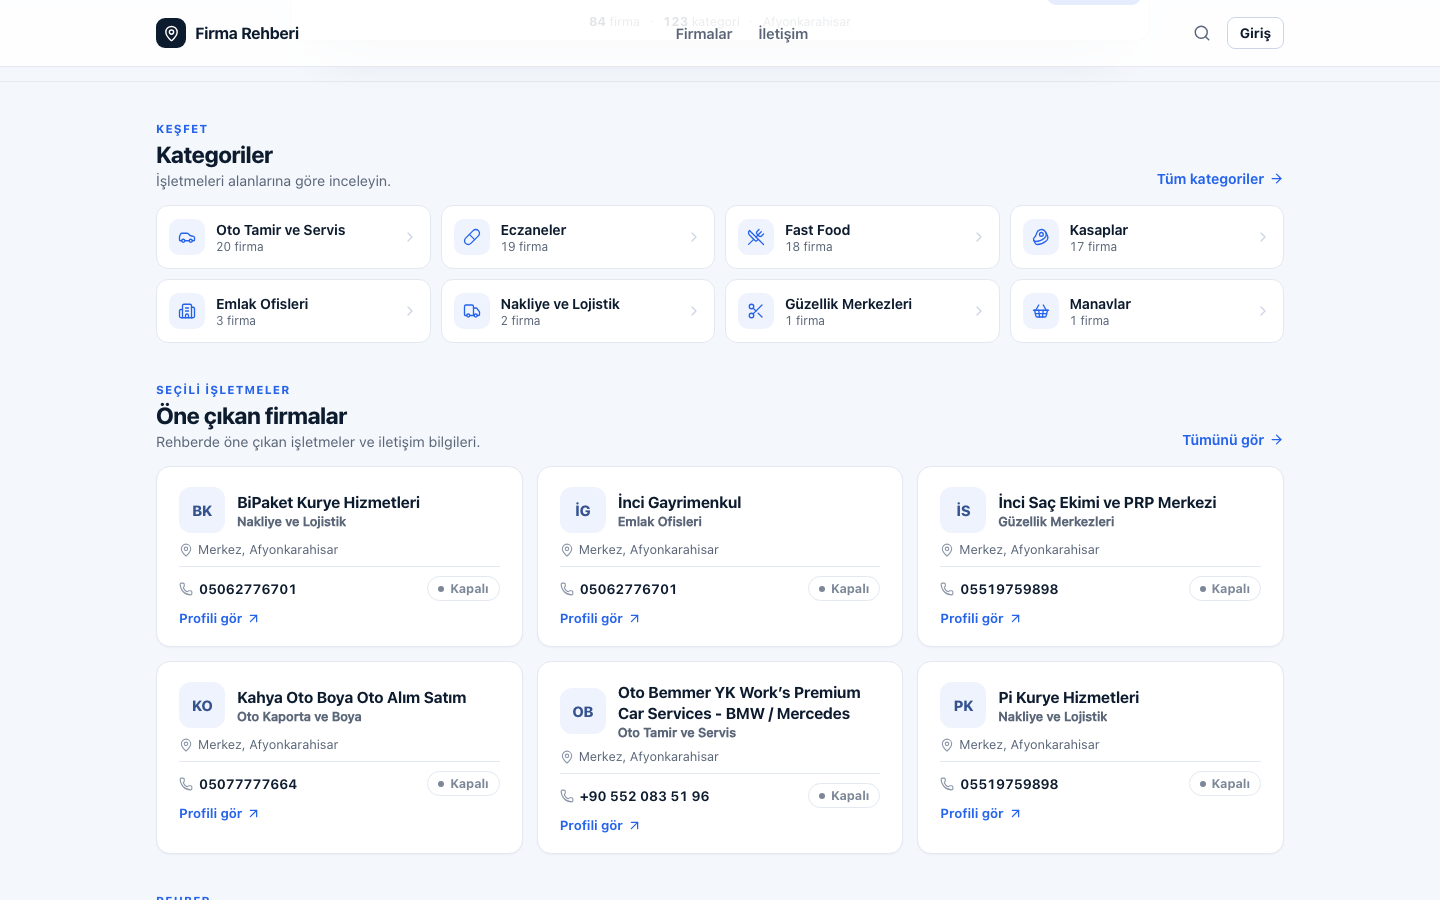 84 firma · 123 kategori · Afyonkarahisar
Firma Rehberi
Firmalar
İletişim
Giriş
KEŞFET
Kategoriler
İşletmeleri alanlarına göre inceleyin.
Tüm kategoriler
Oto Tamir ve Servis
20 firma
Eczaneler
19 firma
Fast Food
18 firma
Kasaplar
17 firma
Emlak Ofisleri
3 firma
Nakliye ve Lojistik
2 firma
Güzellik Merkezleri
1 firma
Manavlar
1 firma
SEÇİLİ İŞLETMELER
Öne çıkan firmalar
Rehberde öne çıkan işletmeler ve iletişim bilgileri.
Tümünü gör
BK
BiPaket Kurye Hizmetleri
Nakliye ve Lojistik
Merkez, Afyonkarahisar
05062776701
Kapalı
Profili gör
İG
İnci Gayrimenkul
Emlak Ofisleri
Merkez, Afyonkarahisar
05062776701
Kapalı
Profili gör
İS
İnci Saç Ekimi ve PRP Merkezi
Güzellik Merkezleri
Merkez, Afyonkarahisar
05519759898
Kapalı
Profili gör
KO
Kahya Oto Boya Oto Alım Satım
Oto Kaporta ve Boya
Merkez, Afyonkarahisar
05077777664
Kapalı
Profili gör
OB
Oto Bemmer YK Work’s Premium
Car Services - BMW / Mercedes
Oto Tamir ve Servis
Merkez, Afyonkarahisar
+90 552 083 51 96
Kapalı
Profili gör
PK
Pi Kurye Hizmetleri
Nakliye ve Lojistik
Merkez, Afyonkarahisar
05519759898
Kapalı
Profili gör
REHBER